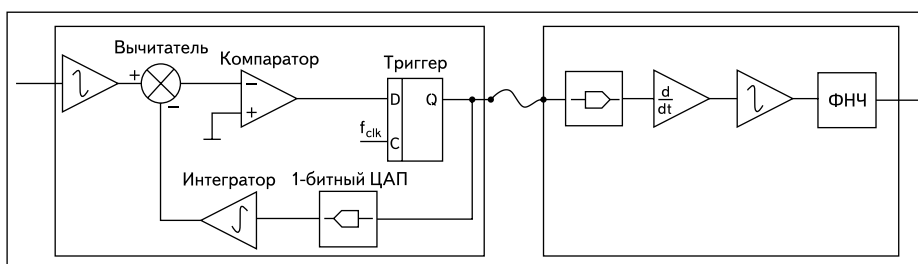 Вычитатель
Компаратор
Триггер
+
−
−
+
D
Q
f clk
C
d
dt
ФНЧ
Интегратор
1-битный ЦАП